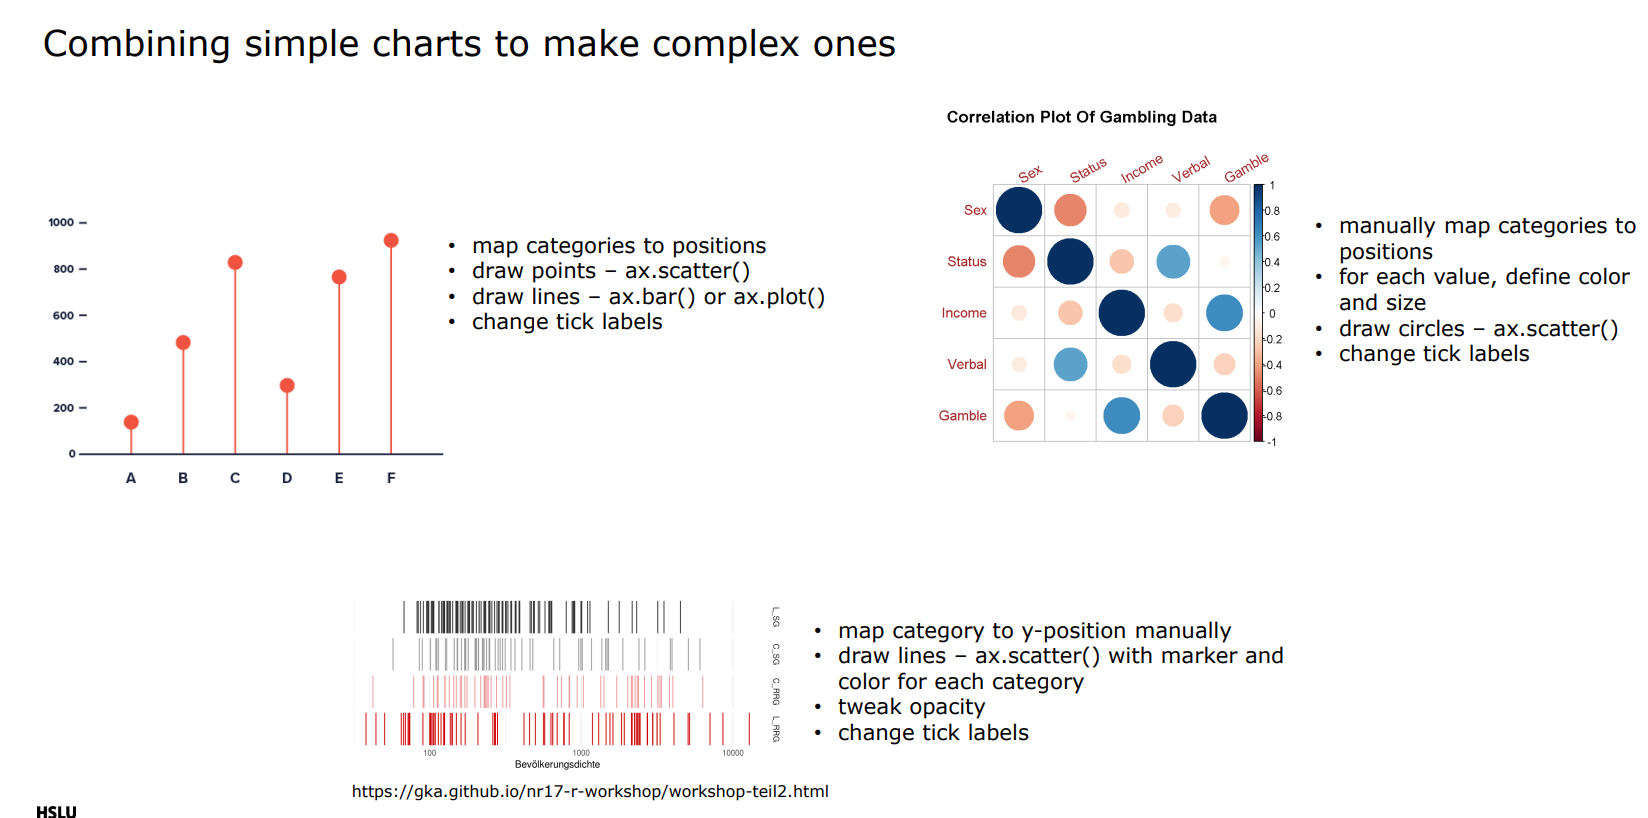 Combining simple charts to make complex ones
1000
800
600
400
200
0
A B C D E F
• map categories to positions
• draw points – ax.scatter()
• draw lines – ax.bar() or ax.plot()
• change tick labels
Correlation Plot Of Gambling Data
Sex Status Income Verbal Gamble
Sex
Status
Income
Verbal
Gamble
1
0.8
0.6
0.4
0.2
0
-0.2
-0.4
-0.6
-0.8
-1
• manually map categories to
positions
• for each value, define color
and size
• draw circles – ax.scatter()
• change tick labels
L_SG
C_SG
C_RRG
L_RRG
100 1000 10000
Bevölkerungsdichte
• map category to y-position manually
• draw lines – ax.scatter() with marker and
color for each category
• tweak opacity
• change tick labels
https://gka.github.io/nr17-r-workshop/workshop-teil2.html
HSLU